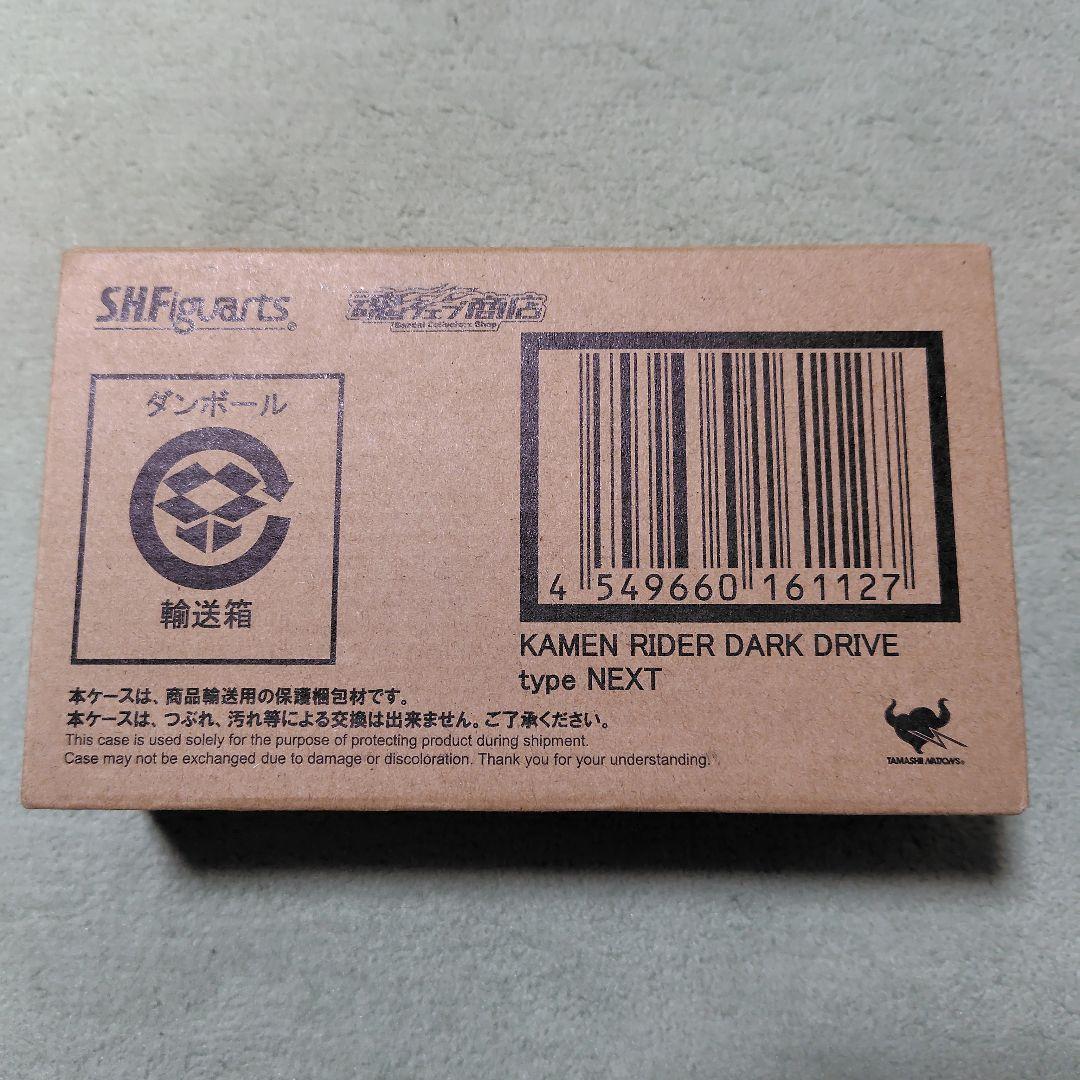 SHFiguarts®
魂ウェブ商店
Bandai Collectors Shop
ダンボール
輸送箱
4 549660 161127
KAMEN RIDER DARK DRIVE
type NEXT
本ケースは、商品輸送用の保護梱包材です。
本ケースは、つぶれ、汚れ等による交換は出来ません。ご了承ください。
This case is used solely for the purpose of protecting product during shipment.
Case may not be exchanged due to damage or discoloration. Thank you for your understanding.
TAMASHII NATIONS®